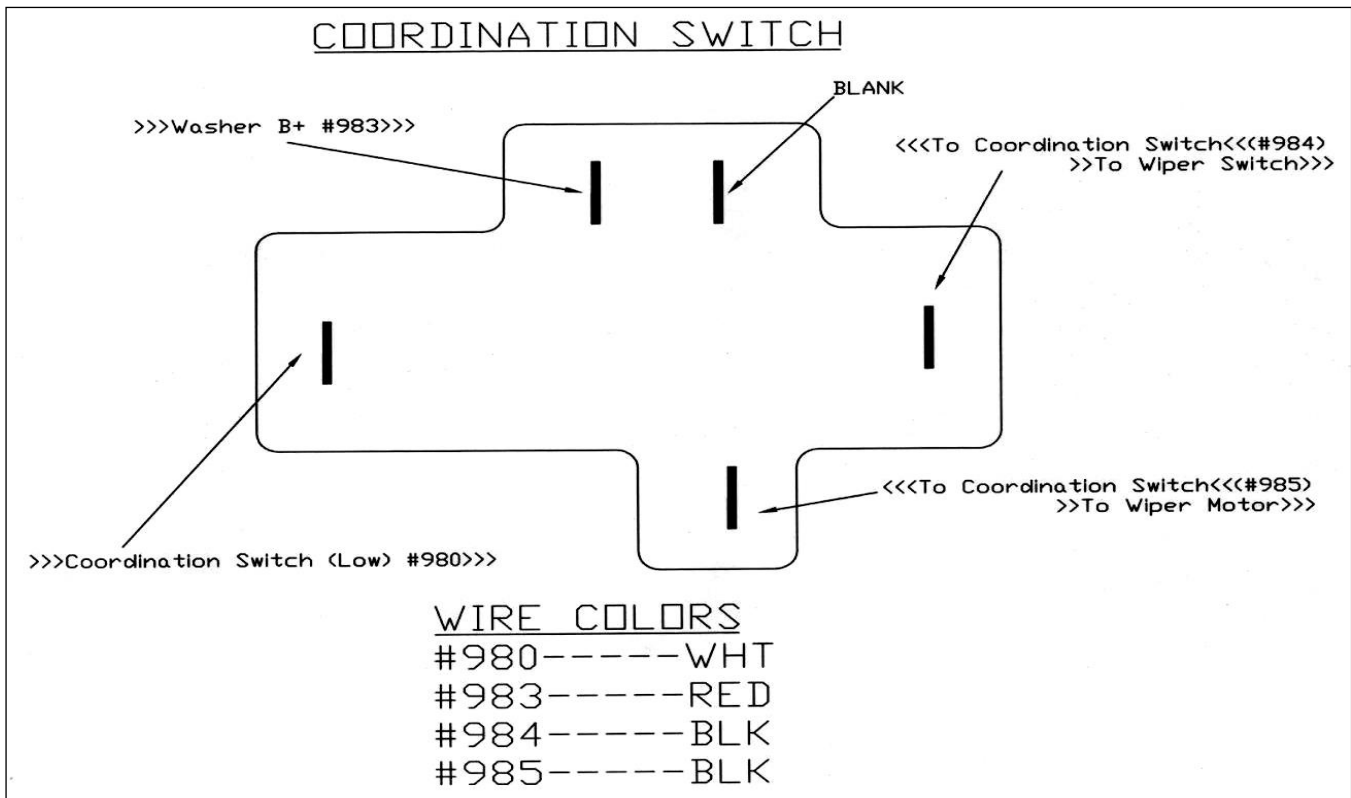 COORDINATION SWITCH
BLANK
>>>Washer B+ #983>>>
<<<To Coordination Switch<<<(#984)
>>To Wiper Switch>>>
<<<To Coordination Switch<<<(#985)
>>To Wiper Motor>>>
>>>Coordination Switch (Low) #980>>>
WIRE COLORS
#980-----WHT
#983-----RED
#984-----BLK
#985-----BLK